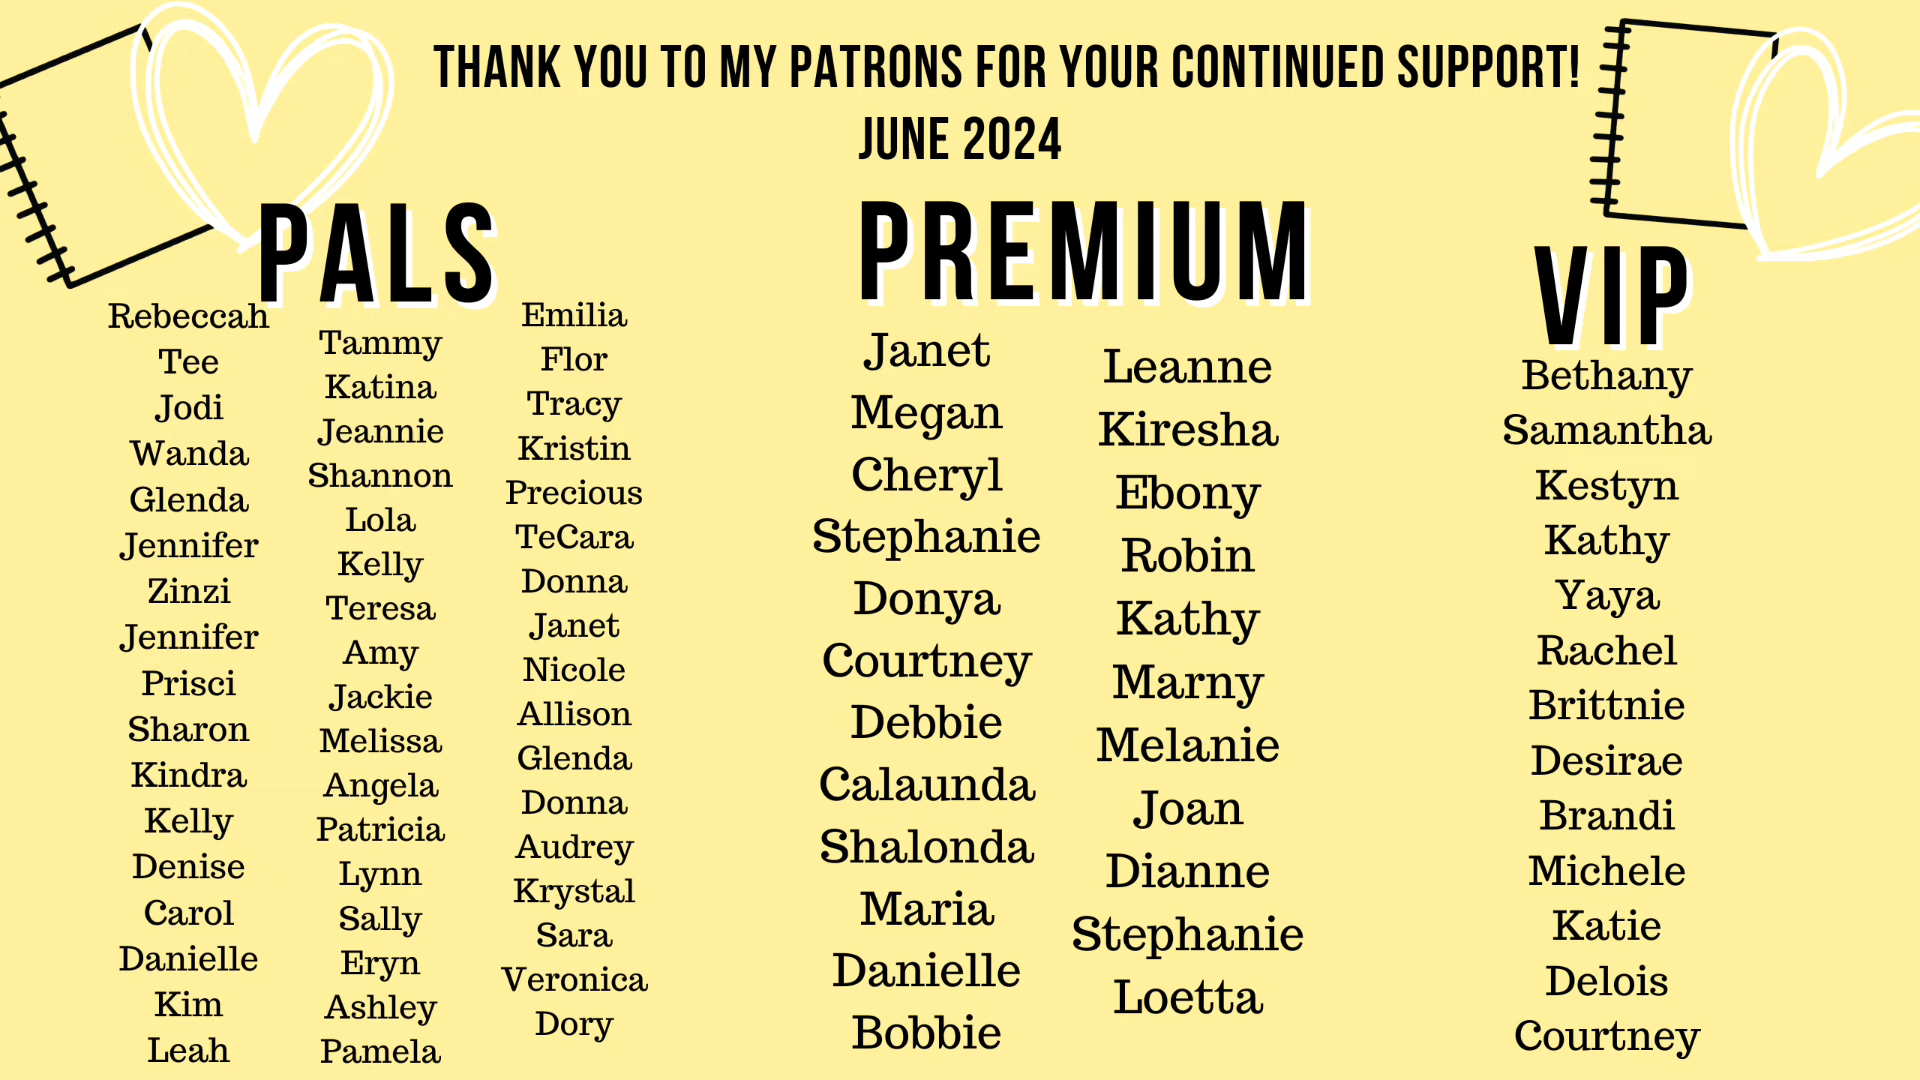 THANK YOU TO MY PATRONS FOR YOUR CONTINUED SUPPORT!
JUNE 2024
PALS
Rebeccah
Tee
Jodi
Wanda
Glenda
Jennifer
Zinzi
Jennifer
Prisci
Sharon
Kindra
Kelly
Denise
Carol
Danielle
Kim
Leah
Tammy
Katina
Jeannie
Shannon
Lola
Kelly
Teresa
Amy
Jackie
Melissa
Angela
Patricia
Lynn
Sally
Eryn
Ashley
Pamela
Emilia
Flor
Tracy
Kristin
Precious
TeCara
Donna
Janet
Nicole
Allison
Glenda
Donna
Audrey
Krystal
Sara
Veronica
Dory
PREMIUM
Janet
Megan
Cheryl
Stephanie
Donya
Courtney
Debbie
Calaunda
Shalonda
Maria
Danielle
Bobbie
Leanne
Kiresha
Ebony
Robin
Kathy
Marny
Melanie
Joan
Dianne
Stephanie
Loetta
VIP
Bethany
Samantha
Kestyn
Kathy
Yaya
Rachel
Brittnie
Desirae
Brandi
Michele
Katie
Delois
Courtney